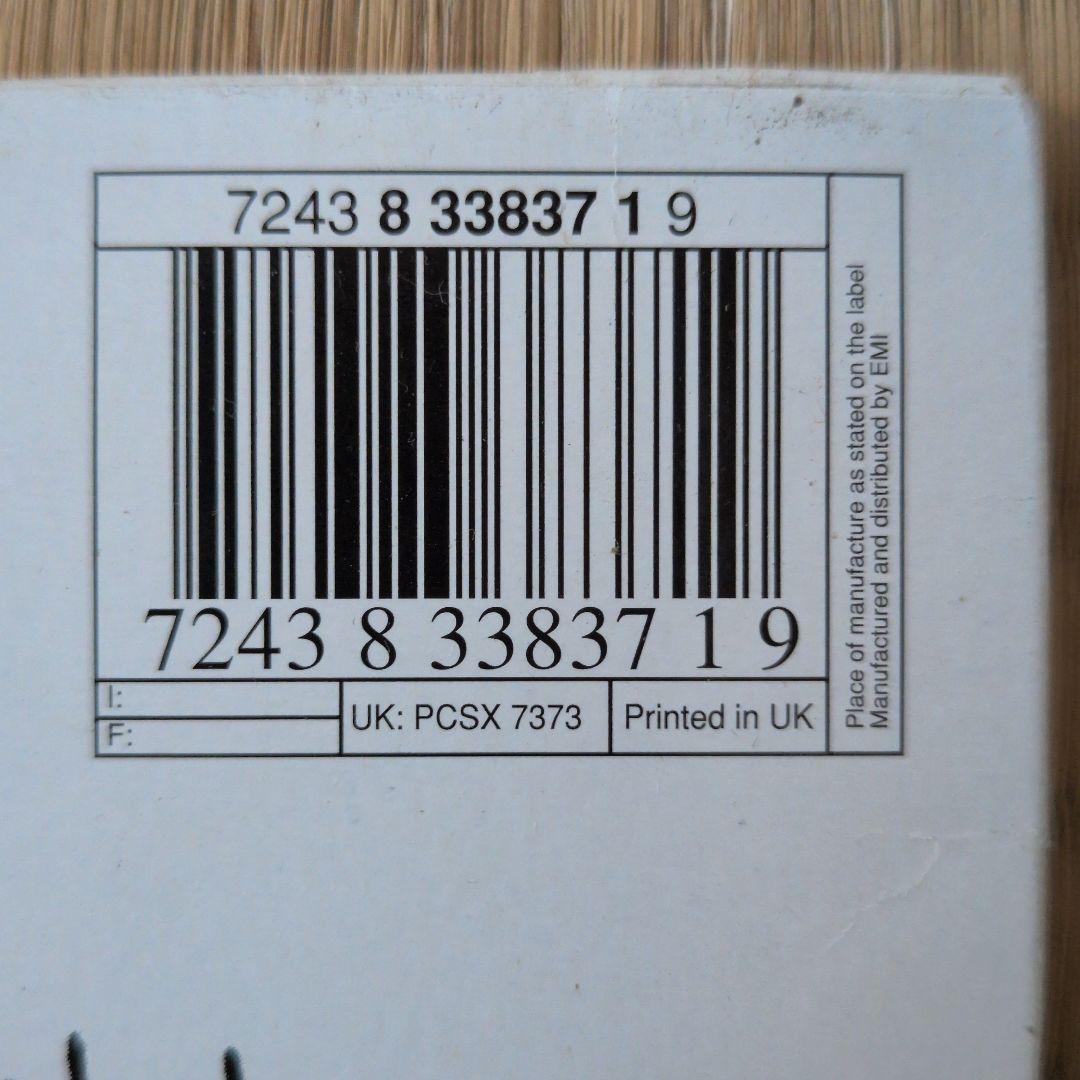 7243 8 33837 1 9
7243 8 33837 1 9
I:
F:
UK: PCSX 7373
Printed in UK
Place of manufacture as stated on the label
Manufactured and distributed by EMI